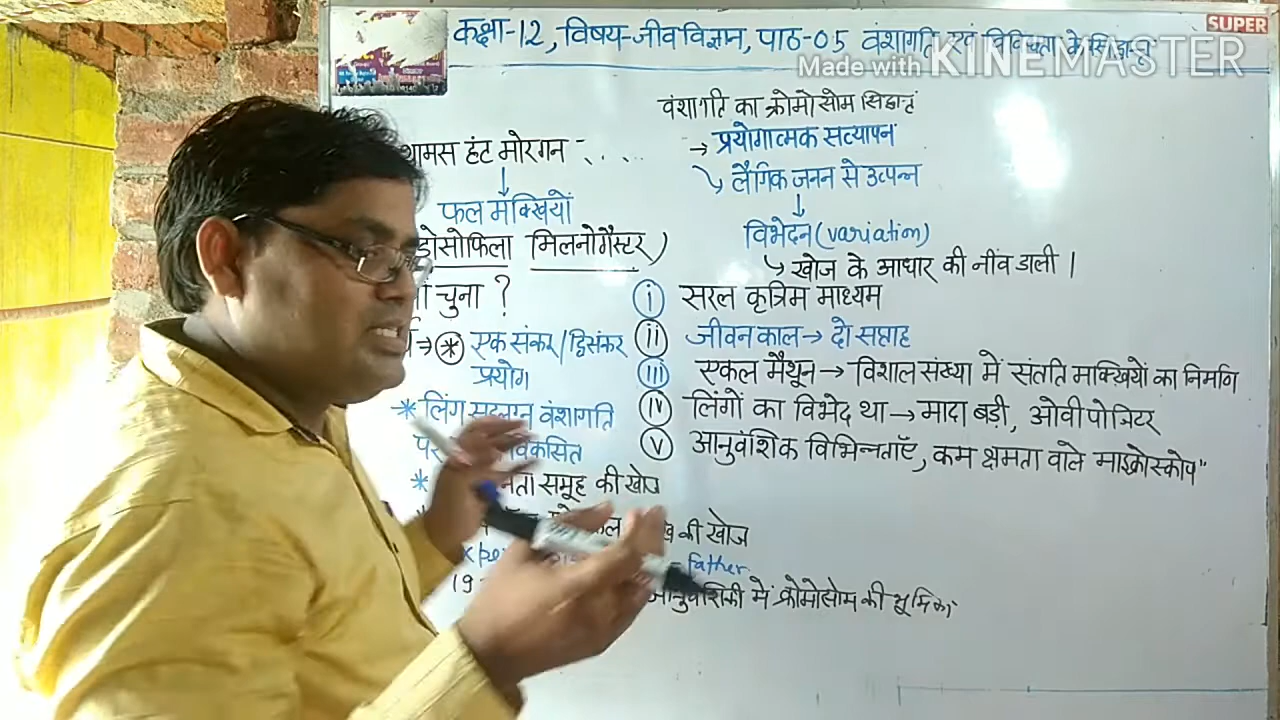 कक्षा-12, विषय-जीव विज्ञान, पाठ-05 वंशागति एवं विविधता के सिद्धान्त
SUPER
Made with KINEMASTER
वंशागति का क्रोमोसोम सिद्धांत
थामस हंट मोरगन :- . . . .
→ प्रयोगात्मक सत्यापन
↓
↳ लैंगिक जनन से उत्पन्न
फल मक्खियों
↓
विभेदन (variation)
डोसोफिला मिलनोगैस्टर)
↳ खोज के आधार की नींव डाली।
चुना ?
(i) सरल कृत्रिम माध्यम
→ * एक संकर/द्विसंकर
प्रयोग
(ii) जीवन काल → दो सप्ताह
(iii) एकल मैथून → विशाल संख्या में संतति मक्खियों का निर्माण
* लिंग सहलग्न वंशागति
(iv) लिंगों का विभेद था → मादा बड़ी, ओवीपोजिटर
विकसित
(v) आनुवंशिक विभिन्नताएँ, कम क्षमता वाले माइक्रोस्कोप"
* समूह की खोज
की खोज
father
19
आनुवंशिकी में क्रोमोसोम की भूमिका